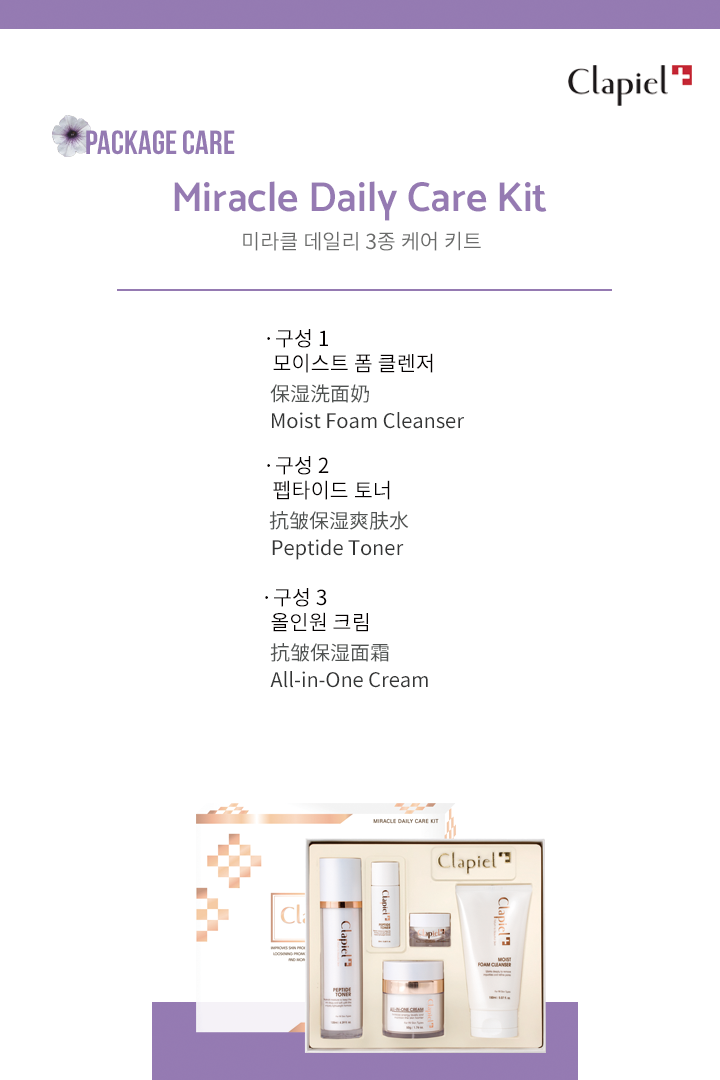 Clapiel
PACKAGE CARE
Miracle Daily Care Kit
미라클 데일리 3종 케어 키트
· 구성 1
모이스트 폼 클렌저
保湿洗面奶
Moist Foam Cleanser
· 구성 2
펩타이드 토너
抗皱保湿爽肤水
Peptide Toner
· 구성 3
올인원 크림
抗皱保湿面霜
All-in-One Cream
MIRACLE DAILY CARE KIT
Clapiel
Clapiel
PEPTIDE
TONER
Clapiel
PEPTIDE
TONER
Clapiel
ALL-IN-ONE CREAM
Clapiel
MOIST
FOAM CLEANSER